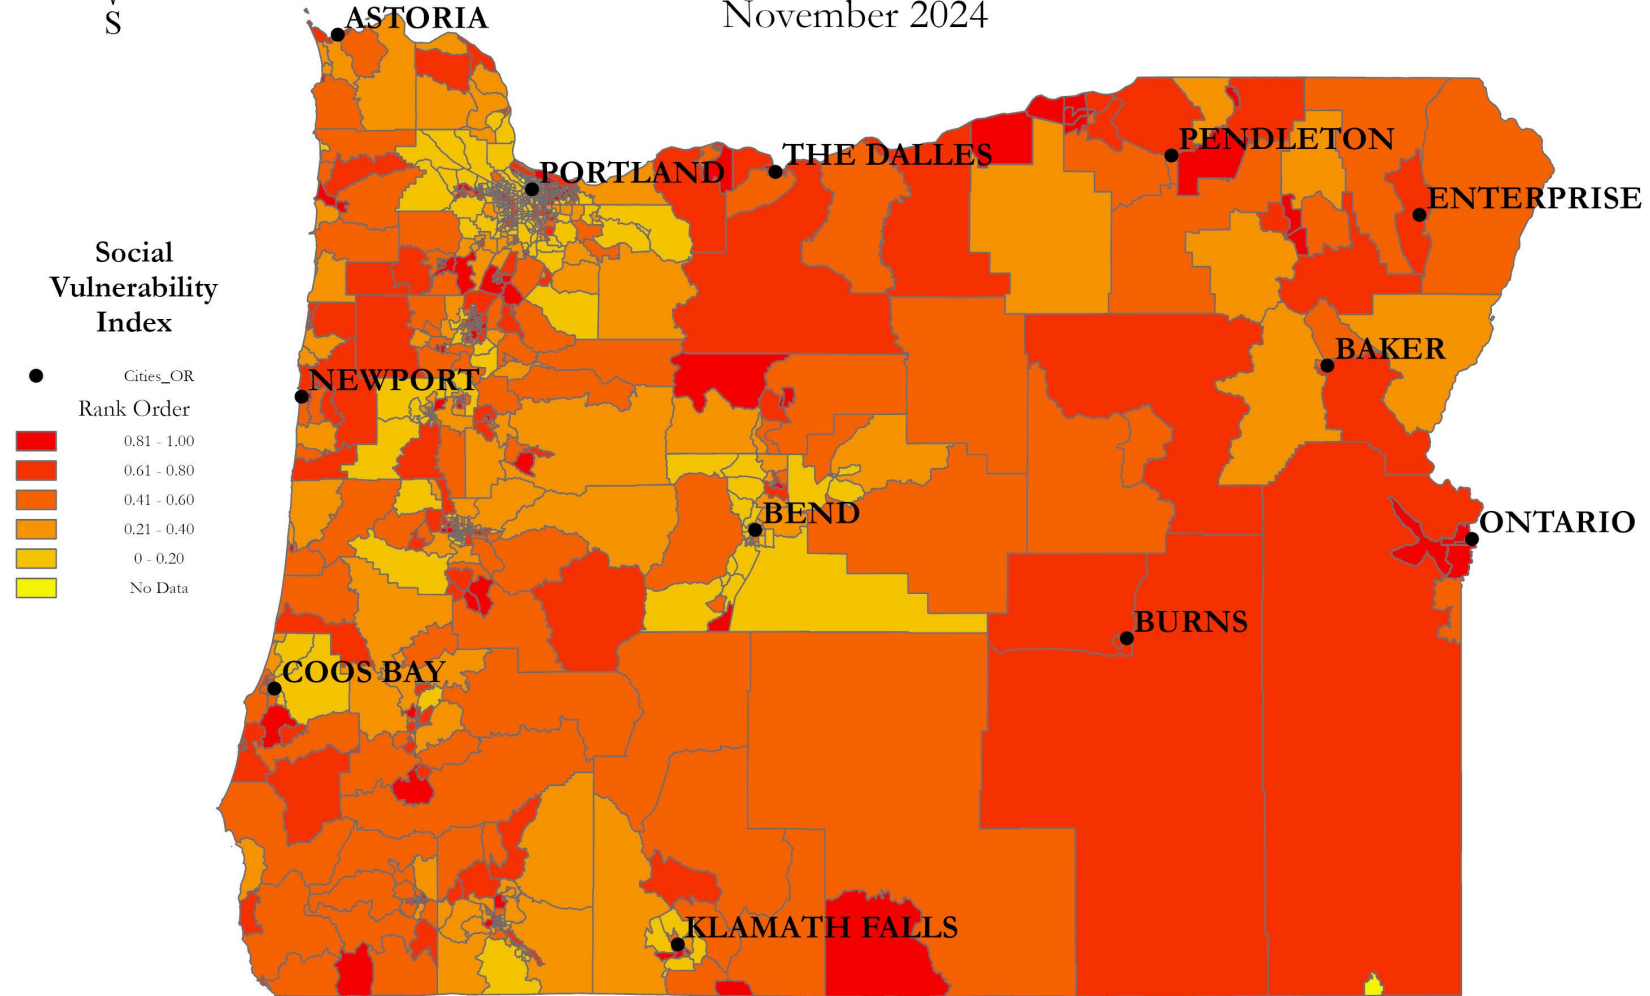 S
November 2024
ASTORIA
PORTLAND
THE DALLES
PENDLETON
ENTERPRISE
Social
Vulnerability
Index
Cities_OR
Rank Order
0.81 - 1.00
0.61 - 0.80
0.41 - 0.60
0.21 - 0.40
0 - 0.20
No Data
NEWPORT
BAKER
BEND
ONTARIO
BURNS
COOS BAY
KLAMATH FALLS